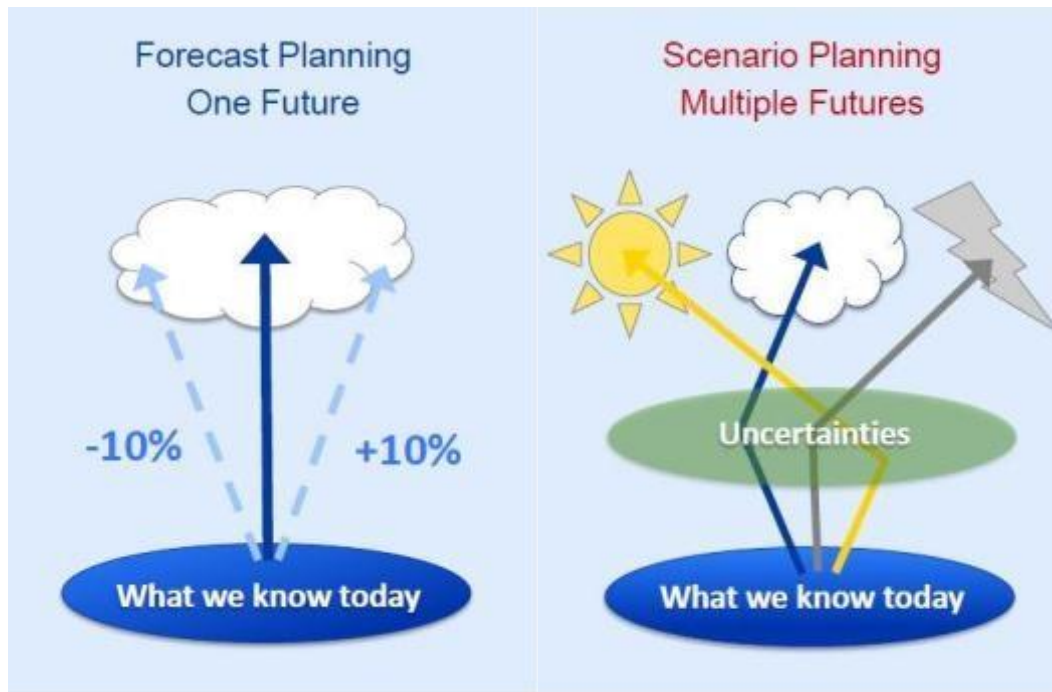 Forecast Planning
One Future
-10%
+10%
What we know today
Scenario Planning
Multiple Futures
Uncertainties
What we know today